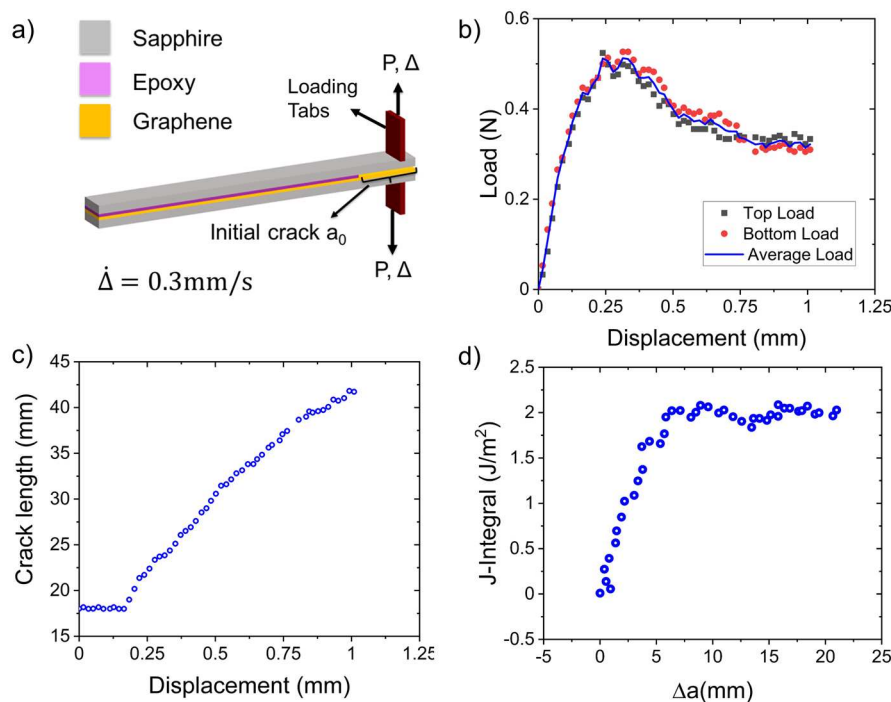 a)
Sapphire
Epoxy
Graphene
P, Δ
Loading
Tabs
Initial crack a₀
P, Δ
Δ̇ = 0.3mm/s
b)
0.6
0.4
0.2
0
Load (N)
Top Load
Bottom Load
Average Load
0 0.25 0.5 0.75 1 1.25
Displacement (mm)
c)
45
40
35
30
25
20
15
Crack length (mm)
0 0.25 0.5 0.75 1 1.25
Displacement (mm)
d)
2.5
2
1.5
1
0.5
0
-0.5
J-Integral (J/m²)
-5 0 5 10 15 20 25
Δa(mm)